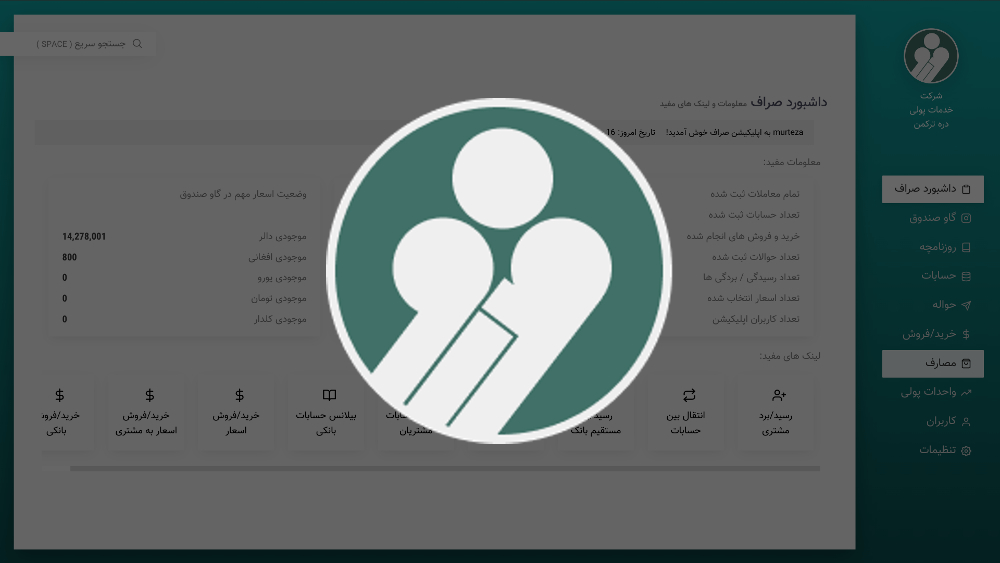 جستجو سریع ( SPACE )
شرکت
خدمات پولی
دره ترکمن
داشبورد صراف
گاو صندوق
روزنامچه
حسابات
حواله
خرید/فروش
مصارف
واحدات پولی
کاربران
تنظیمات
داشبورد صراف معلومات و لینک های مفید
murteza به اپلیکیشن صراف خوش آمدید! تاریخ امروز: 16
معلومات مفید:
تمام معاملات ثبت شده
تعداد حسابات ثبت شده
خرید و فروش های انجام شده
تعداد حوالات ثبت شده
تعداد رسیدگی / بردگی ها
تعداد اسعار انتخاب شده
تعداد کاربران اپلیکیشن
وضعیت اسعار مهم در گاو صندوق
موجودی دالر 14,278,001
موجودی افغانی 800
موجودی یورو 0
موجودی تومان 0
موجودی کلدار 0
لینک های مفید:
رسید/برد
مشتری
انتقال بین
حسابات
مستقیم بانک
مشتریان
بیلانس حسابات
بانکی
خرید/فروش
اسعار
خرید/فروش
اسعار به مشتری
خرید/فرو
بانکی